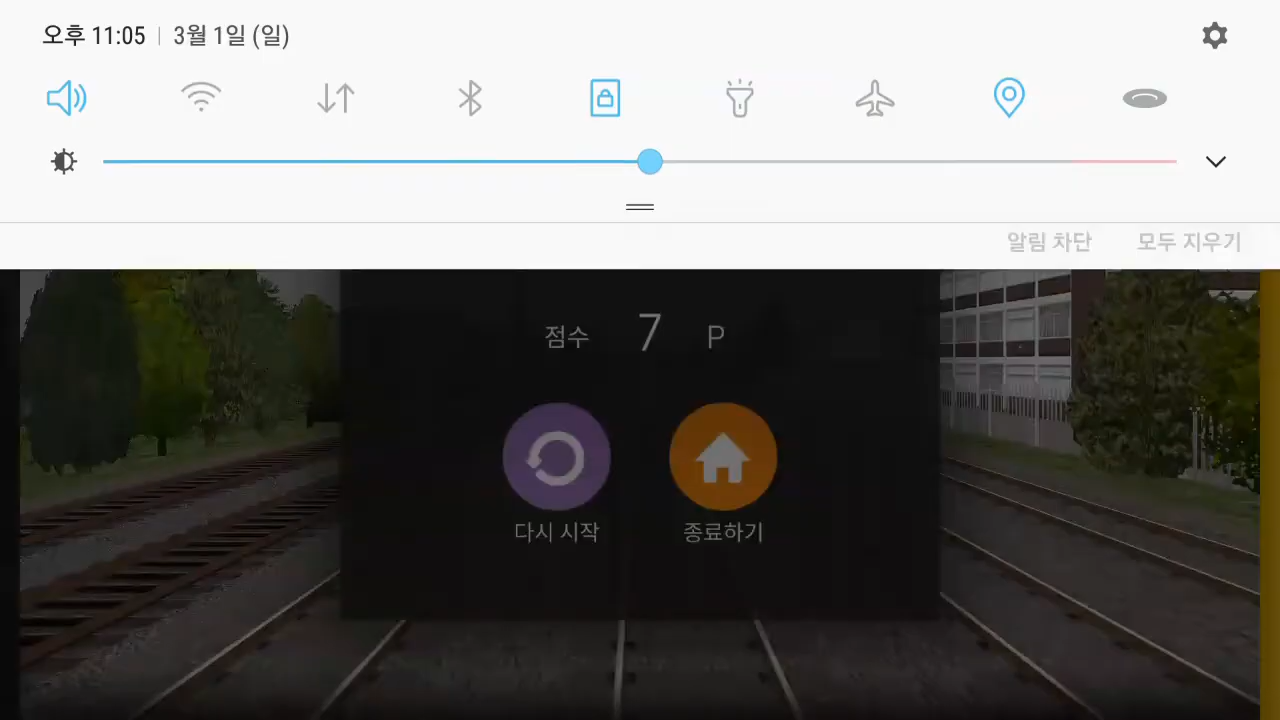 오후 11:05 3월 1일 (일)
알림 차단 모두 지우기
점수 7 P
다시 시작 종료하기